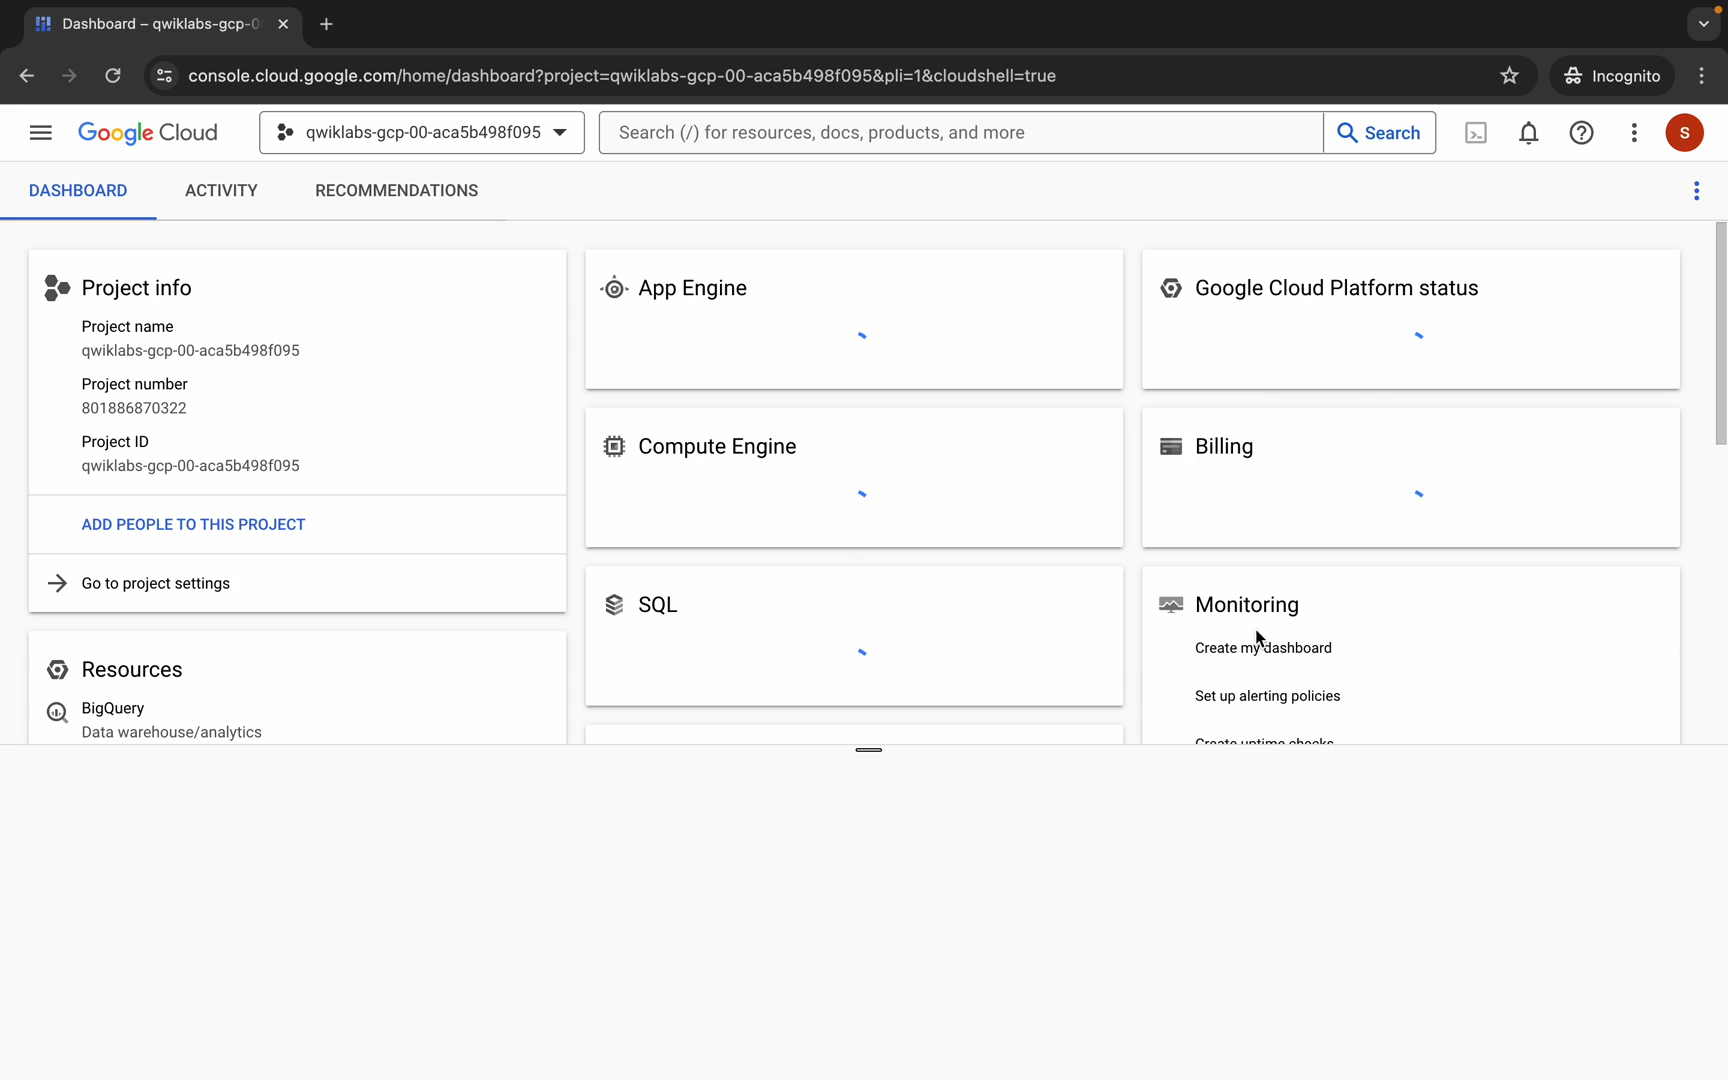 Dashboard – qwiklabs-gcp-0
console.cloud.google.com/home/dashboard?project=qwiklabs-gcp-00-aca5b498f095&pli=1&cloudshell=true
Incognito
Google Cloud
qwiklabs-gcp-00-aca5b498f095
Search (/) for resources, docs, products, and more
Search
S
DASHBOARD
ACTIVITY
RECOMMENDATIONS
Project info
Project name
qwiklabs-gcp-00-aca5b498f095
Project number
801886870322
Project ID
qwiklabs-gcp-00-aca5b498f095
ADD PEOPLE TO THIS PROJECT
Go to project settings
Resources
BigQuery
Data warehouse/analytics
App Engine
Compute Engine
SQL
Google Cloud Platform status
Billing
Monitoring
Create my dashboard
Set up alerting policies
Create uptime checks